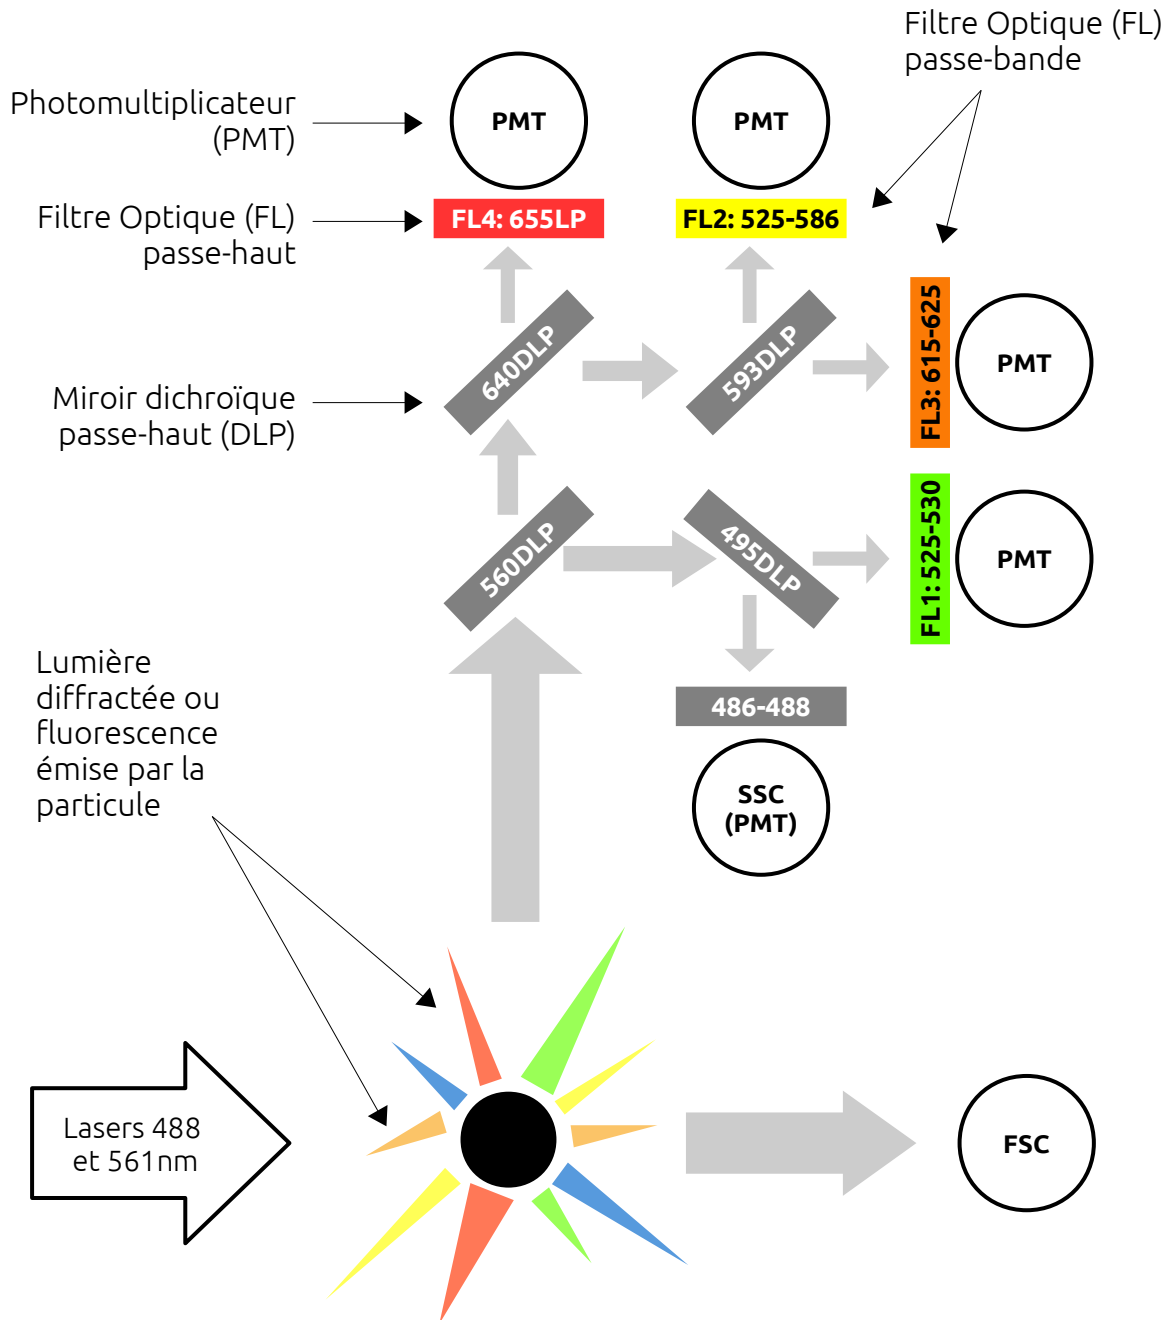 Filtre Optique (FL)
passe-bande
Photomultiplicateur
(PMT)
PMT
PMT
Filtre Optique (FL)
passe-haut
FL4: 655LP
FL2: 525-586
FL3: 615-625
PMT
640DLP
593DLP
Miroir dichroïque
passe-haut (DLP)
560DLP
495DLP
FL1: 525-530
PMT
Lumière
diffractée ou
fluorescence
émise par la
particule
486-488
SSC
(PMT)
Lasers 488
et 561nm
FSC